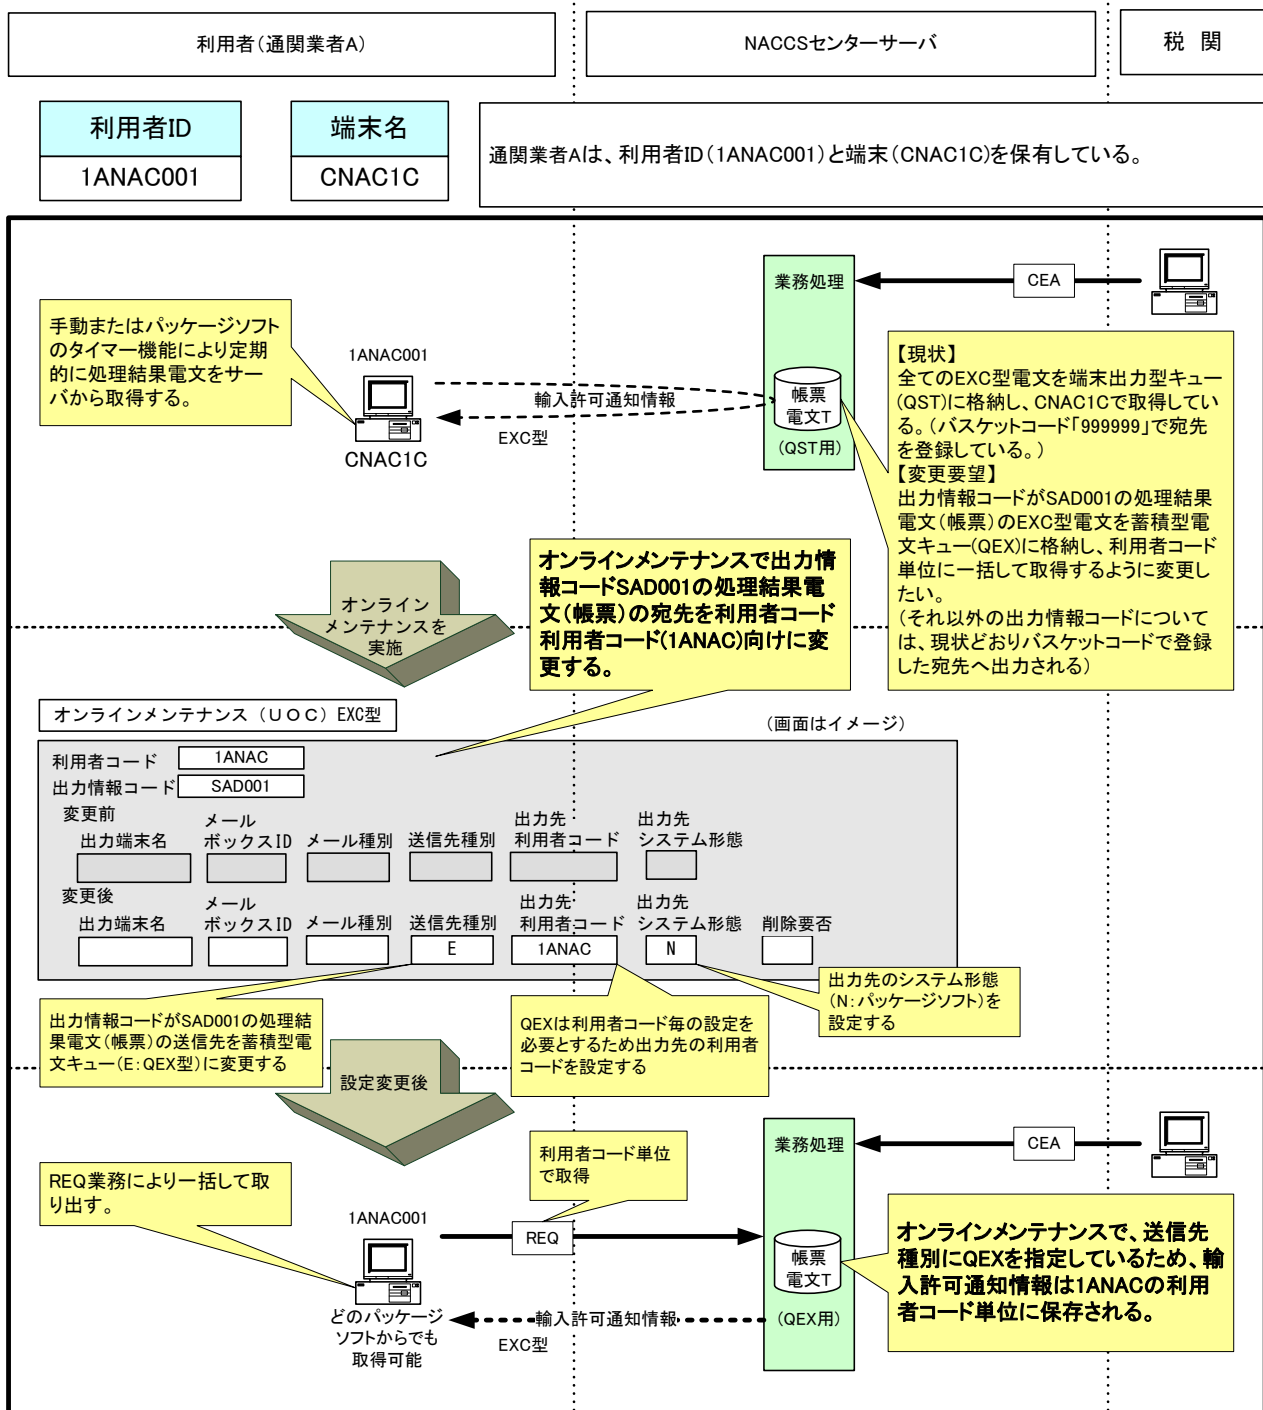 利用者（通関業者A）
NACCSセンターサーバ
税　関
利用者ID
1ANAC001
端末名
CNAC1C
通関業者Aは、利用者ID（1ANAC001）と端末（CNAC1C）を保有している。
手動またはパッケージソフト
のタイマー機能により定期
的に処理結果電文をサー
バから取得する。
1ANAC001
CNAC1C
輸入許可通知情報
EXC型
業務処理
帳票
電文T
（QST用）
CEA
【現状】
全てのEXC型電文を端末出力型キュー
(QST)に格納し、CNAC1Cで取得してい
る。（バスケットコード「999999」で宛先
を登録している。）
【変更要望】
出力情報コードがSAD001の処理結果
電文（帳票）のEXC型電文を蓄積型電
文キュー(QEX)に格納し、利用者コード
単位に一括して取得するように変更し
たい。
（それ以外の出力情報コードについて
は、現状どおりバスケットコードで登録
した宛先へ出力される）
オンライン
メンテナンスを
実施
オンラインメンテナンスで出力情
報コードSAD001の処理結果電
文（帳票）の宛先を利用者コード
利用者コード(1ANAC)向けに変
更する。
オンラインメンテナンス（ＵＯＣ）EXC型
（画面はイメージ）
利用者コード 1ANAC
出力情報コード SAD001
変更前
出力端末名
メール
ボックスID
メール種別
送信先種別
出力先
利用者コード
出力先
システム形態
変更後
出力端末名
メール
ボックスID
メール種別
送信先種別
出力先
利用者コード
出力先
システム形態
削除要否
E
1ANAC
N
出力情報コードがSAD001の処理結
果電文（帳票）の送信先を蓄積型電
文キュー（E：QEX型）に変更する
QEXは利用者コード毎の設定を
必要とするため出力先の利用者
コードを設定する
出力先のシステム形態
（N：パッケージソフト）を
設定する
設定変更後
REQ業務により一括して取
り出す。
利用者コード単位
で取得
1ANAC001
REQ
どのパッケージ
ソフトからでも
取得可能
輸入許可通知情報
EXC型
業務処理
帳票
電文T
（QEX用）
CEA
オンラインメンテナンスで、送信先
種別にQEXを指定しているため、輸
入許可通知情報は1ANACの利用
者コード単位に保存される。